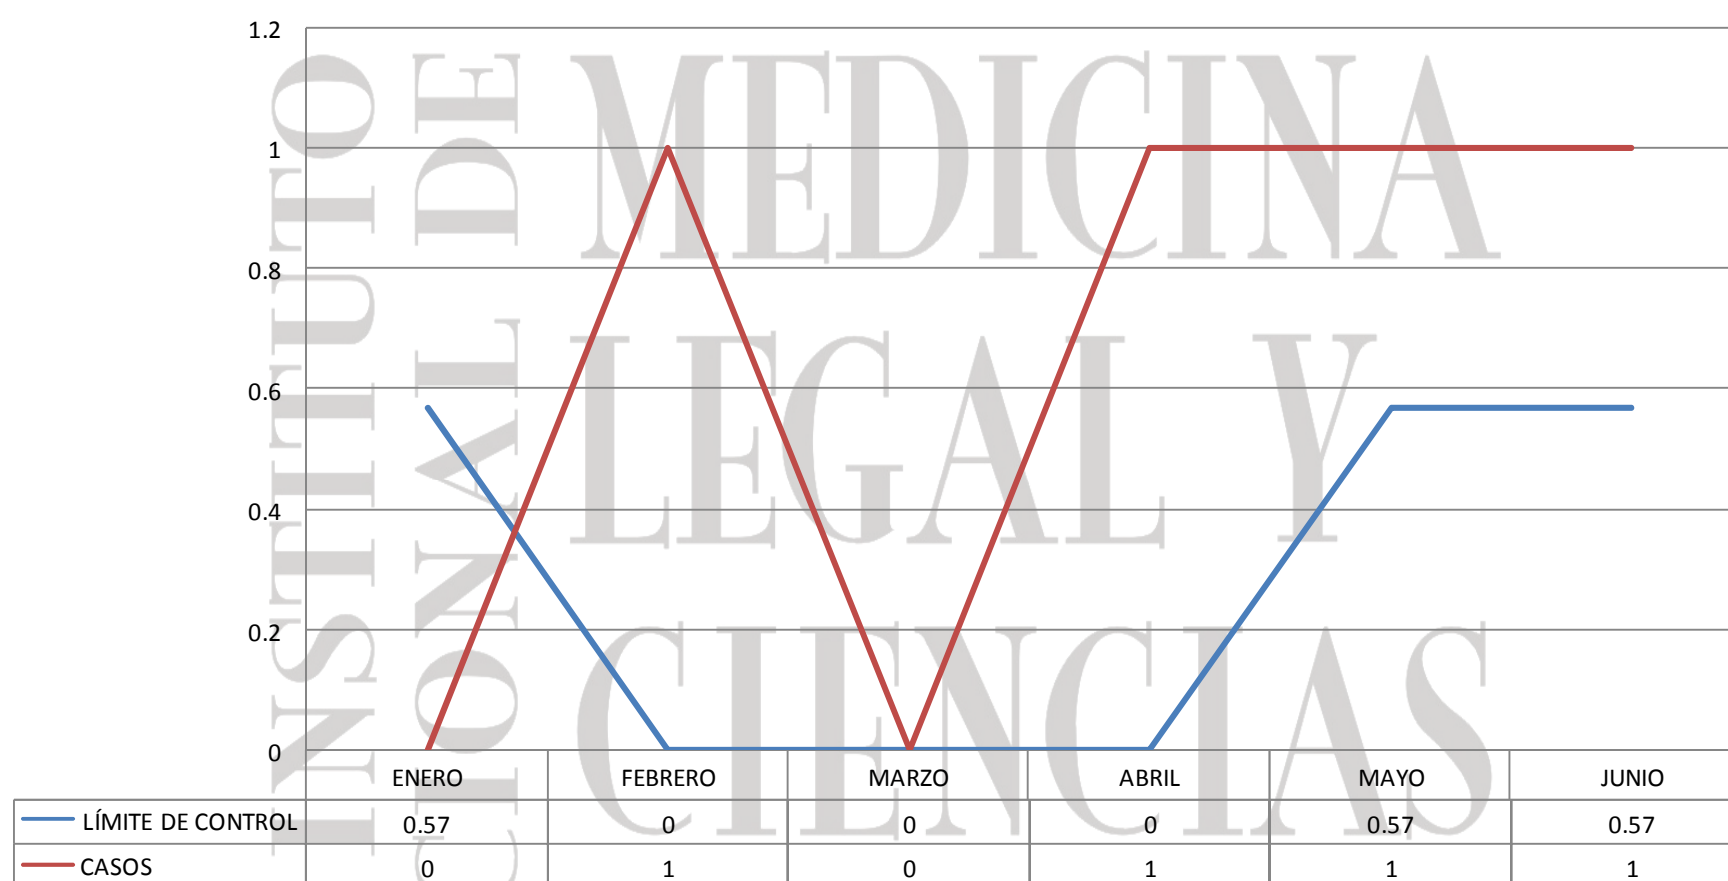 1.2
1
0.8
0.6
0.4
0.2
0
ENERO FEBRERO MARZO ABRIL MAYO JUNIO
LÍMITE DE CONTROL 0.57 0 0 0 0.57 0.57
CASOS 0 1 0 1 1 1
INSTITUTO
CIONAL DE
MEDICINA
LEGAL Y
CIENCIAS